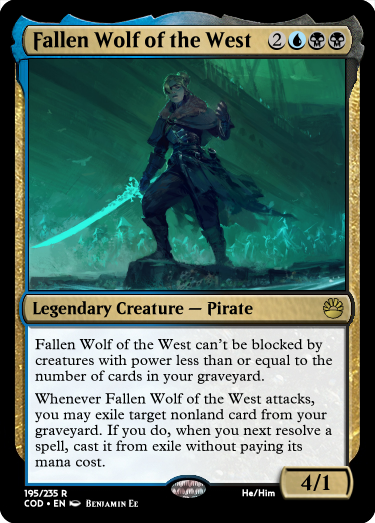 Fallen Wolf of the West 2
Legendary Creature — Pirate
Fallen Wolf of the West can't be blocked by
creatures with power less than or equal to the
number of cards in your graveyard.
Whenever Fallen Wolf of the West attacks,
you may exile target nonland card from your
graveyard. If you do, when you next resolve a
spell, cast it from exile without paying its
mana cost.
4/1
195/235 R He/Him
COD • EN Benjamin Ee